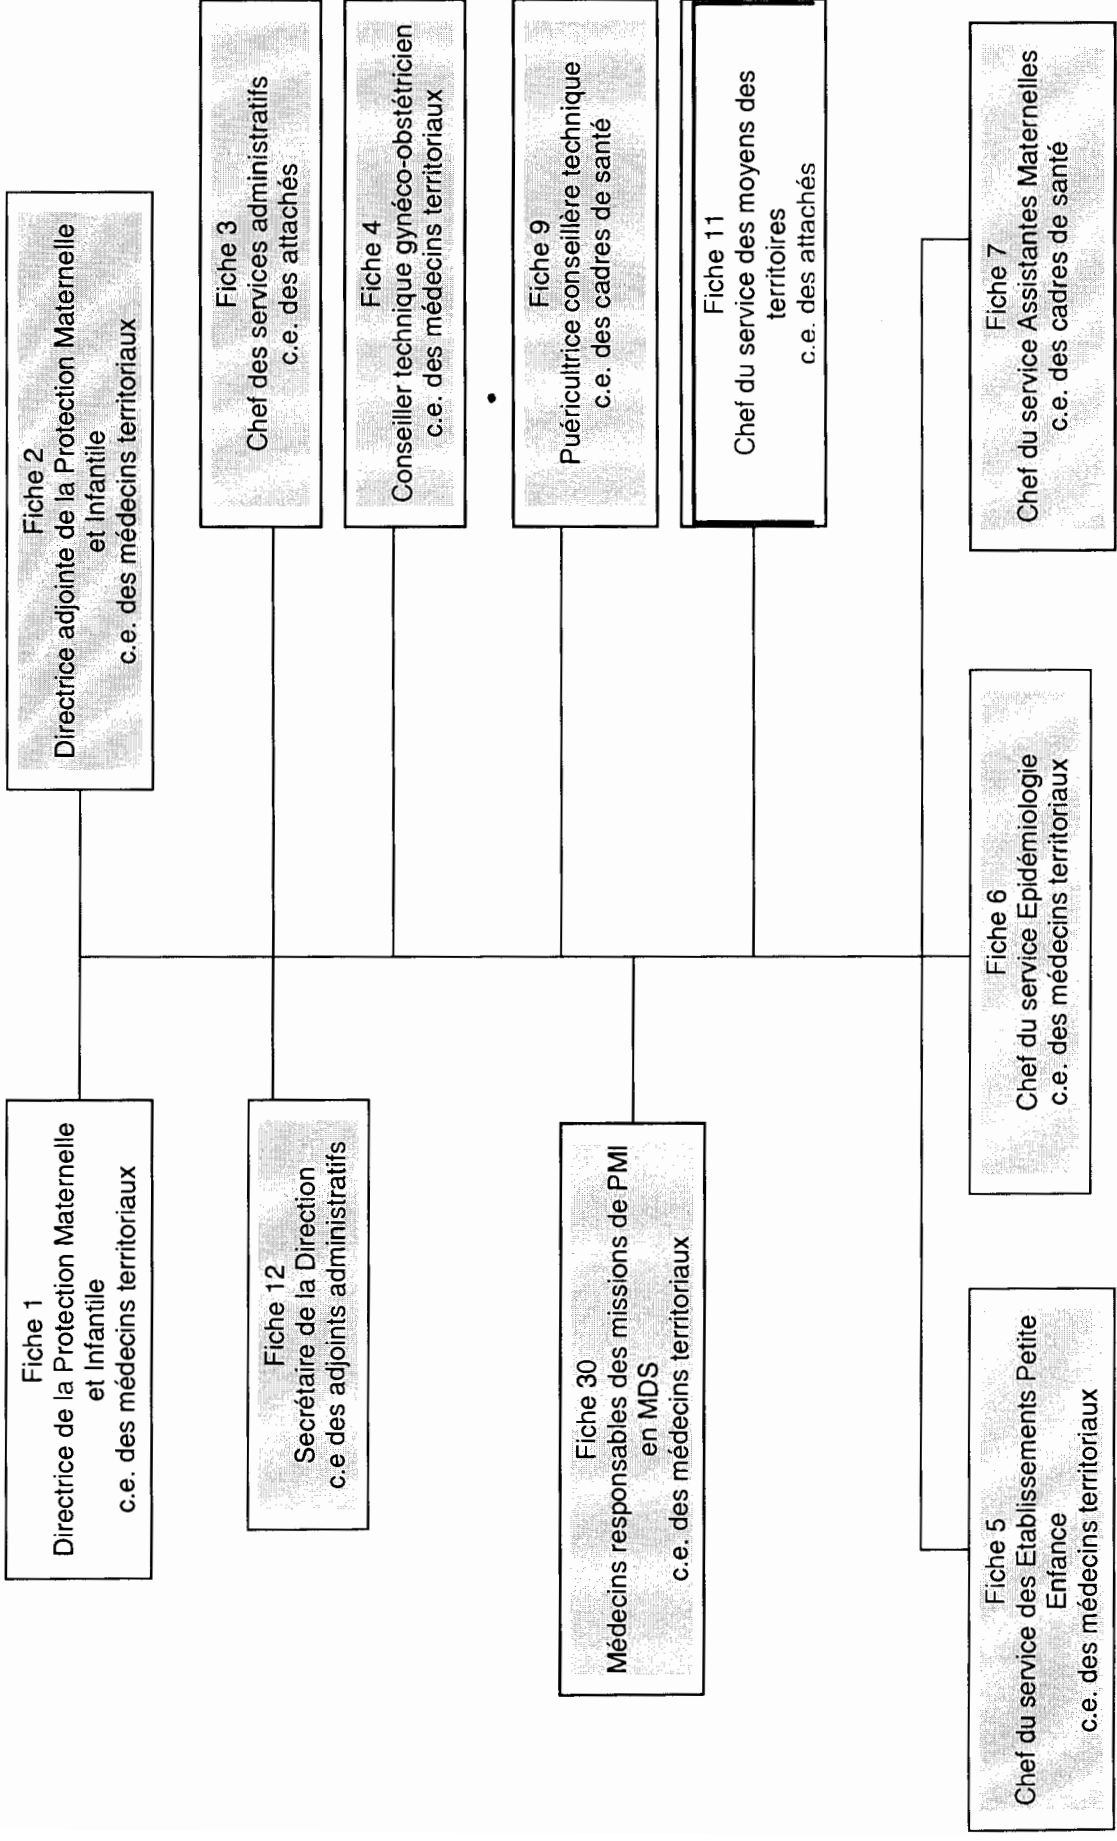 Fiche 1
Directrice de la Protection Maternelle
et Infantile
c.e. des médecins territoriaux
Fiche 2
Directrice adjointe de la Protection Maternelle
et Infantile
c.e. des médecins territoriaux
Fiche 12
Secrétaire de la Direction
c.e des adjoints administratifs
Fiche 3
Chef des services administratifs
c.e. des attachés
Fiche 4
Conseiller technique gynéco-obstétricien
c.e. des médecins territoriaux
Fiche 30
Médecins responsables des missions de PMI
en MDS
c.e. des médecins territoriaux
Fiche 9
Puéricultrice conseillère technique
c.e. des cadres de santé
Fiche 11
Chef du service des moyens des
territoires
c.e. des attachés
Fiche 5
Chef du service des Etablissements Petite
Enfance
c.e. des médecins territoriaux
Fiche 6
Chef du service Epidémiologie
c.e. des médecins territoriaux
Fiche 7
Chef du service Assistantes Maternelles
c.e. des cadres de santé